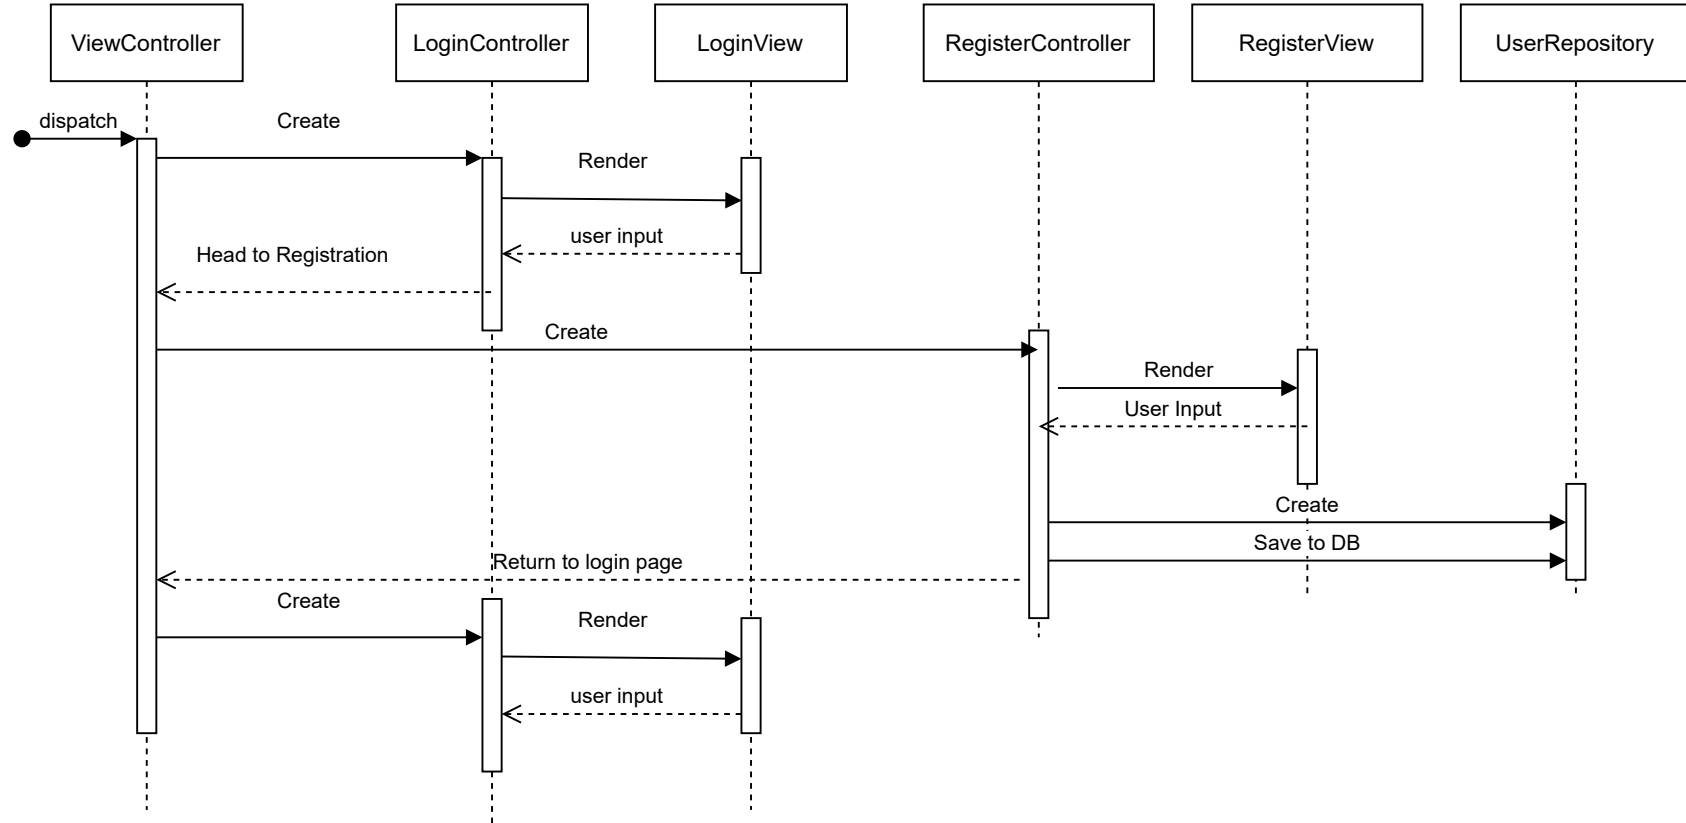 ViewController
LoginController
LoginView
RegisterController
RegisterView
UserRepository
dispatch
Create
Render
user input
Head to Registration
Create
Render
User Input
Create
Save to DB
Return to login page
Create
Render
user input